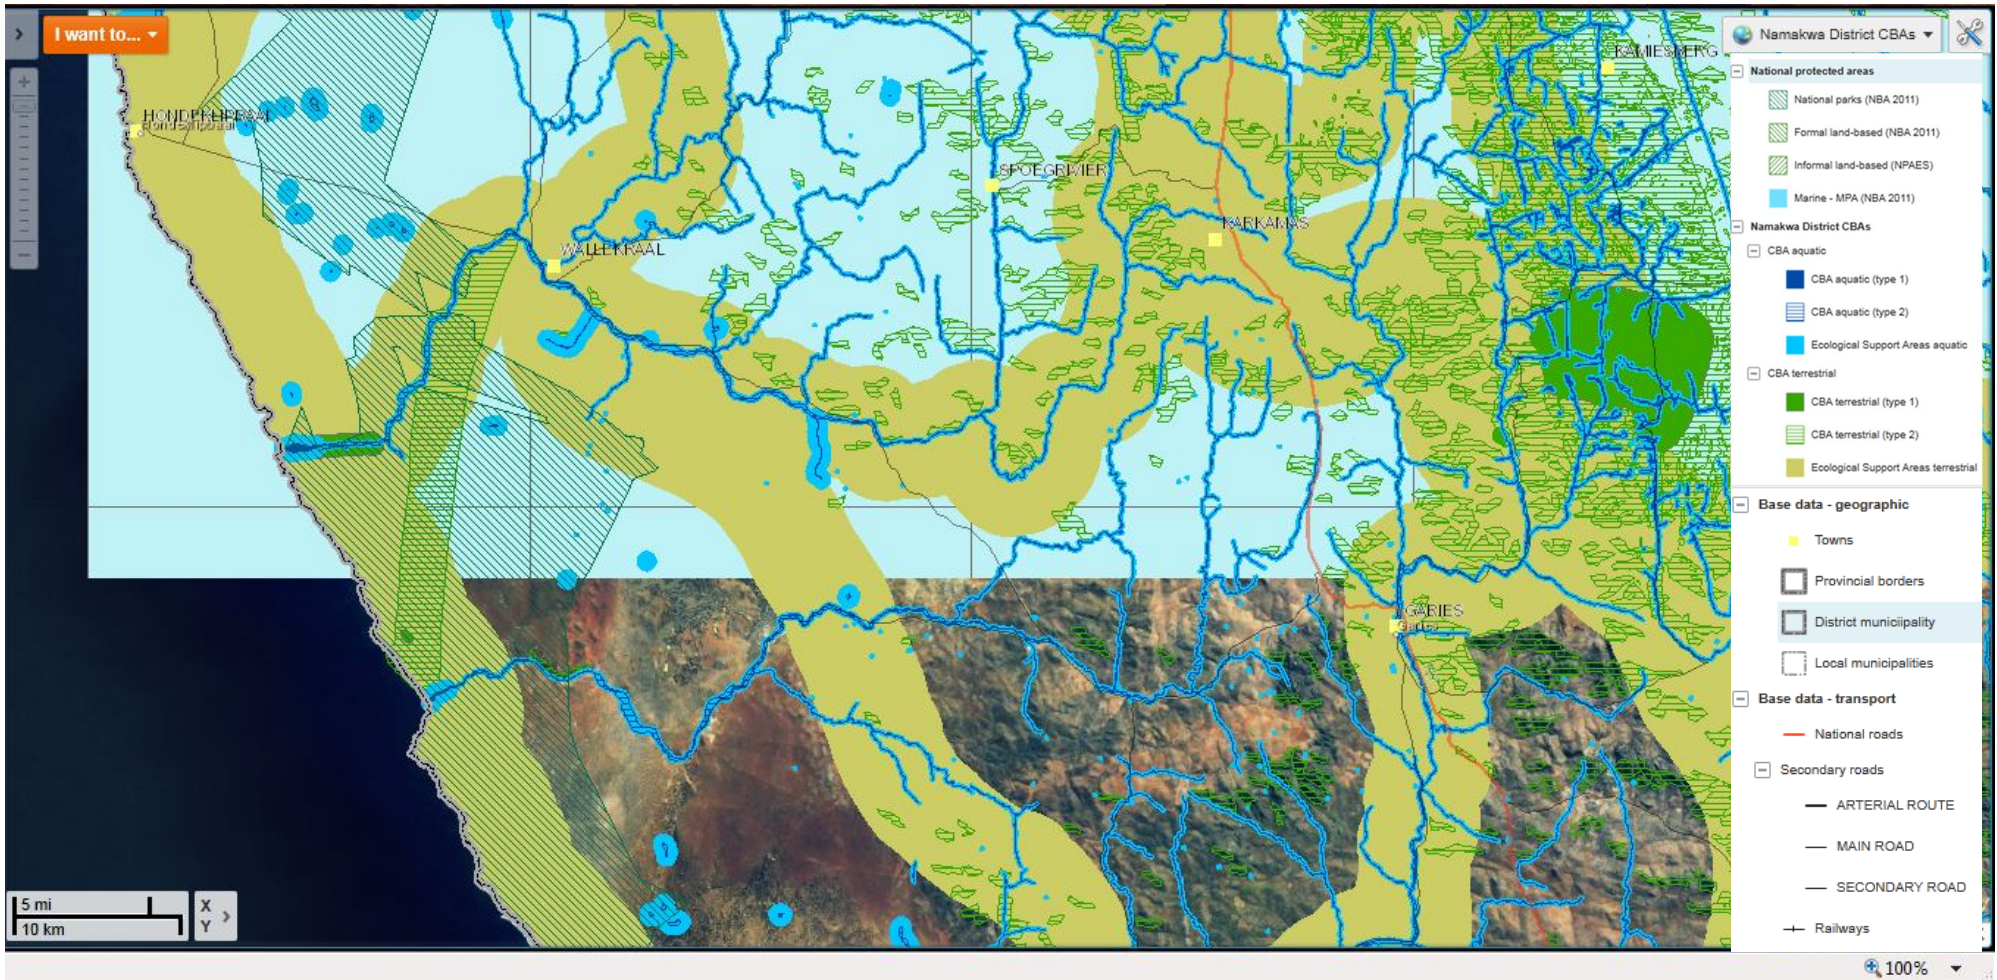 I want to...
Namakwa District CBAs
KAMIESBERG
National protected areas
National parks (NBA 2011)
Formal land-based (NBA 2011)
Informal land-based (NPAES)
Marine - MPA (NBA 2011)
Namakwa District CBAs
CBA aquatic
CBA aquatic (type 1)
CBA aquatic (type 2)
Ecological Support Areas aquatic
CBA terrestrial
CBA terrestrial (type 1)
CBA terrestrial (type 2)
Ecological Support Areas terrestrial
Base data - geographic
Towns
Provincial borders
District municiipality
Local municipalities
Base data - transport
National roads
Secondary roads
ARTERIAL ROUTE
MAIN ROAD
SECONDARY ROAD
Railways
HONDEKLIPBAAI
Hondeklipbaai
SPOEGRIVIER
KARKAMAS
WALLEKRAAL
GARIES
Garies
5 mi
10 km
X
Y
100%